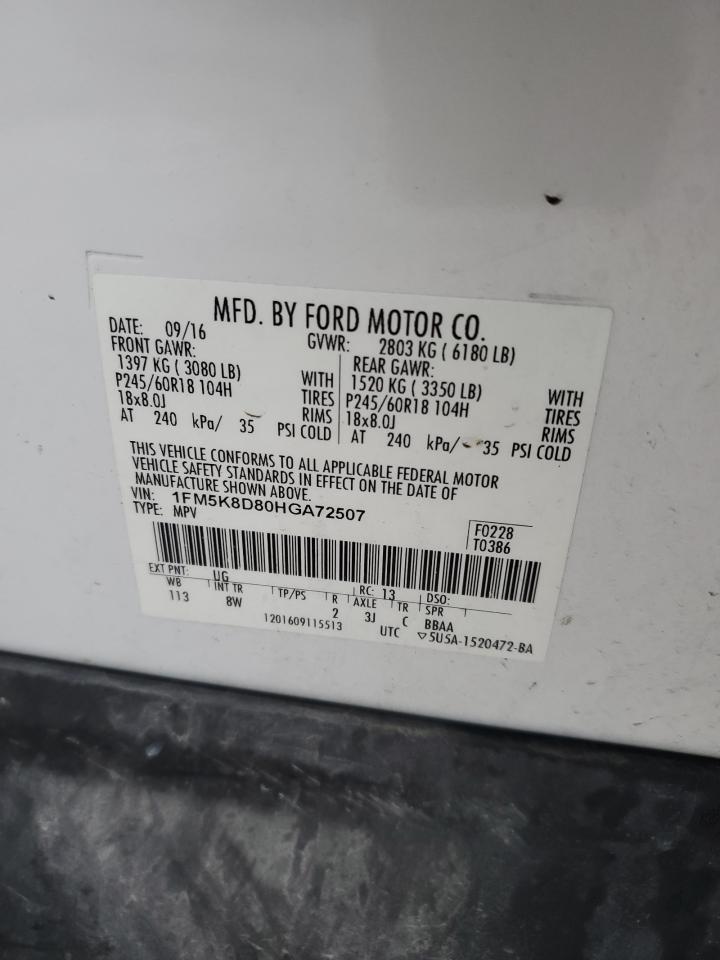 MFD. BY FORD MOTOR CO.
DATE: 09/16 GVWR: 2803 KG ( 6180 LB)
FRONT GAWR: REAR GAWR:
1397 KG ( 3080 LB) WITH 1520 KG ( 3350 LB) WITH
P245/60R18 104H TIRES P245/60R18 104H TIRES
18x8.0J RIMS 18x8.0J RIMS
AT 240 kPa/ 35 PSI COLD AT 240 kPa/ 35 PSI COLD
THIS VEHICLE CONFORMS TO ALL APPLICABLE FEDERAL MOTOR
VEHICLE SAFETY STANDARDS IN EFFECT ON THE DATE OF
MANUFACTURE SHOWN ABOVE.
VIN: 1FM5K8D80HGA72507 F0228
TYPE: MPV T0386
EXT PNT: UG RC: 13 DSO:
WB INT TR TP/PS R AXLE TR SPR
113 8W 2 3J C BBAA
1201609115513 UTC ▽5U5A-1520472-BA